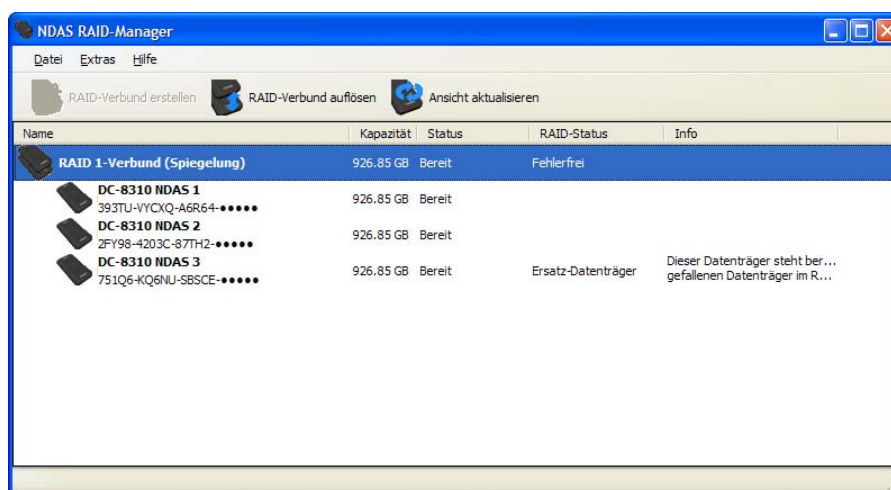 NDAS RAID-Manager
Datei Extras Hilfe
RAID-Verbund erstellen RAID-Verbund auflösen Ansicht aktualisieren
Name Kapazität Status RAID-Status Info
RAID 1-Verbund (Spiegelung) 926.85 GB Bereit Fehlerfrei
DC-8310 NDAS 1
393TU-VYCXQ-A6R64-●●●●● 926.85 GB Bereit
DC-8310 NDAS 2
2FY98-4203C-87TH2-●●●●● 926.85 GB Bereit
DC-8310 NDAS 3
751Q6-KQ6NU-SBSCE-●●●●● 926.85 GB Bereit Ersatz-Datenträger
Dieser Datenträger steht ber...
gefallenen Datenträger im R...